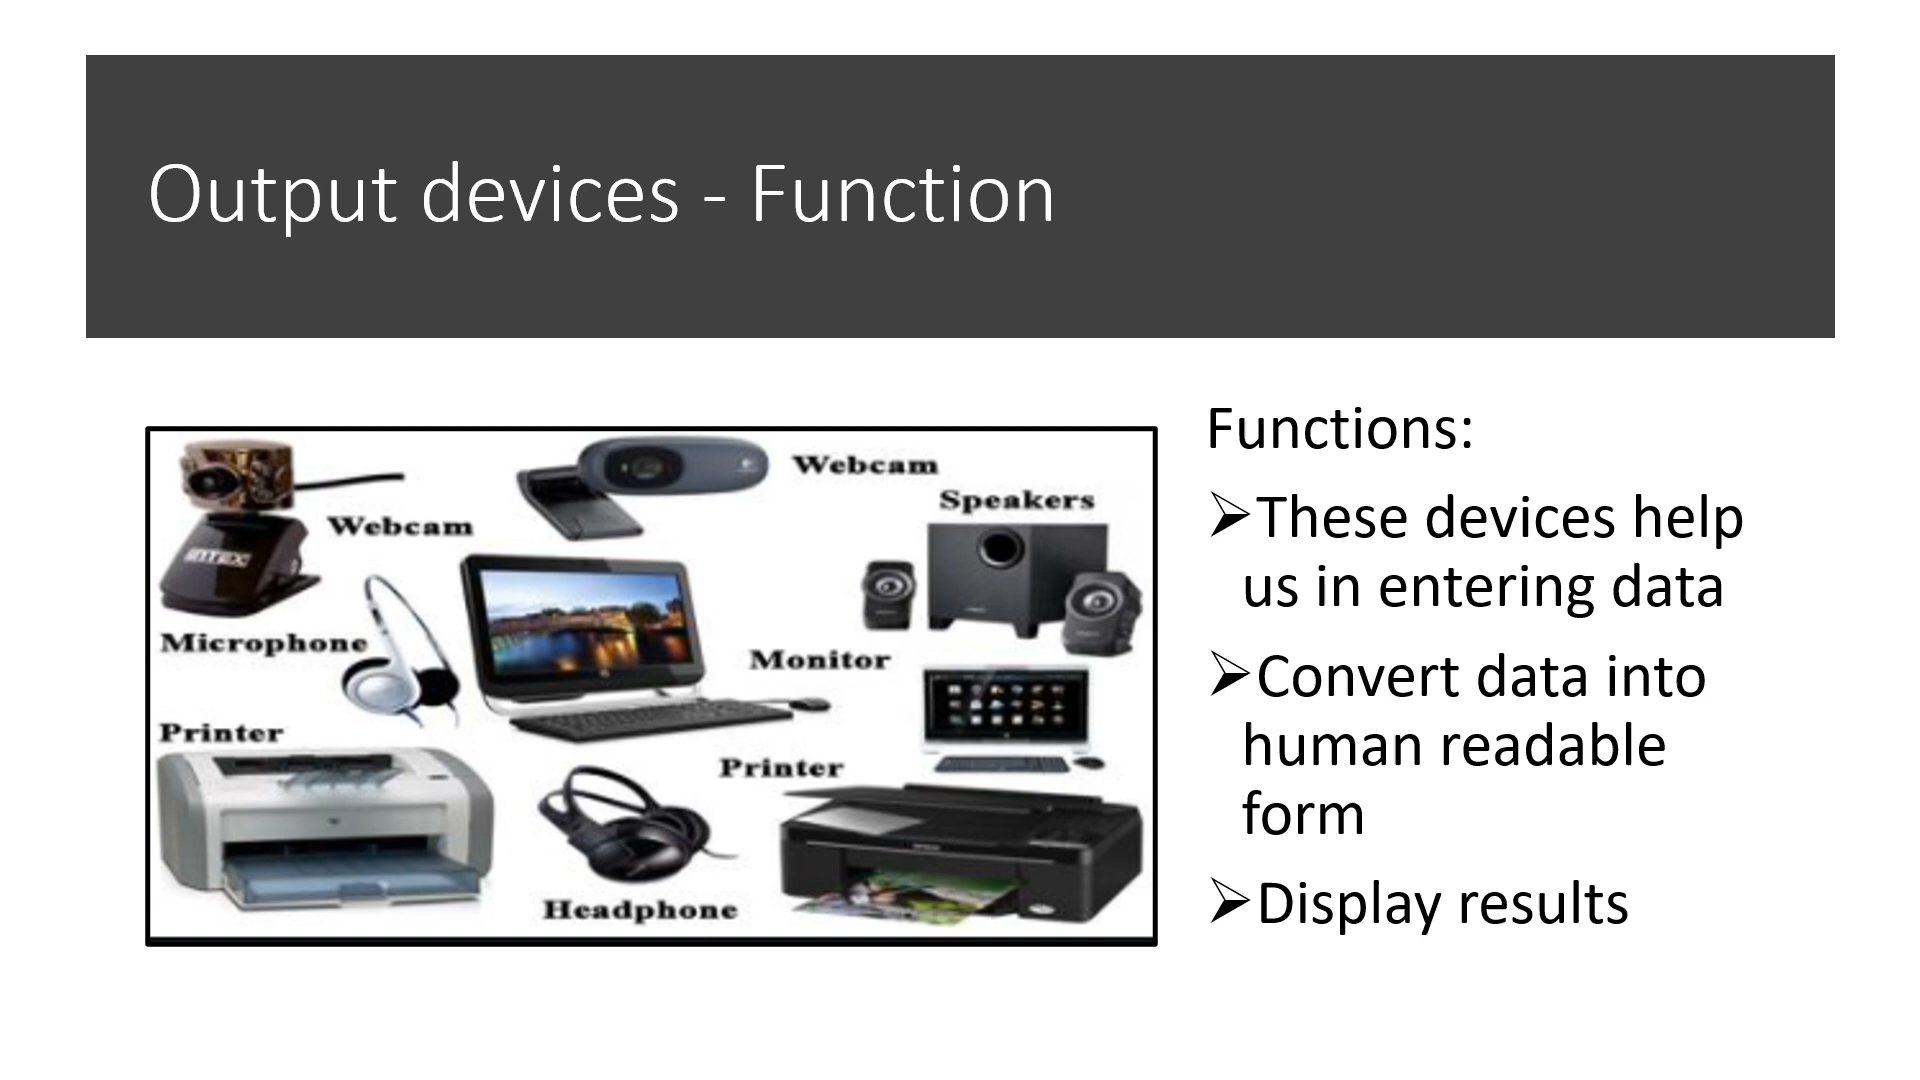 Output devices - Function
Webcam
Speakers
Webcam
INTEX
Microphone
Monitor
Printer
Printer
Headphone
Functions:
➢These devices help
us in entering data
➢Convert data into
human readable
form
➢Display results